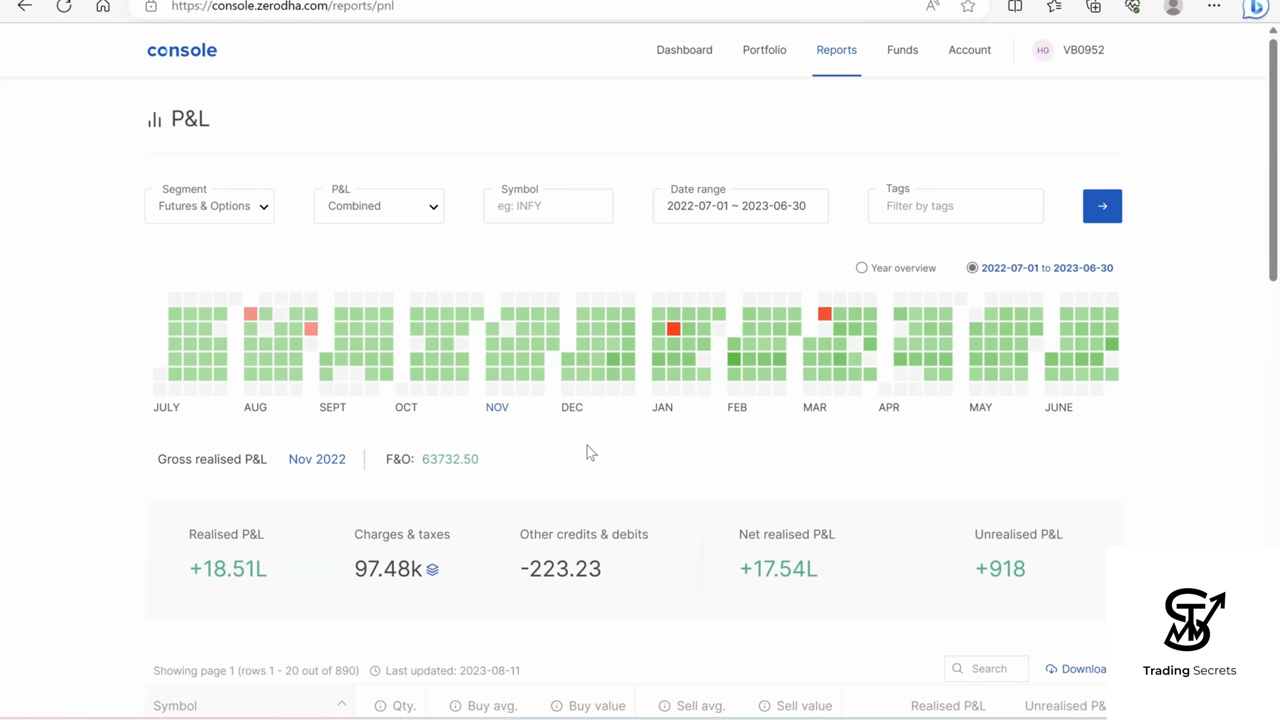 https://console.zerodha.com/reports/pnl
console
Dashboard Portfolio Reports Funds Account HG VB0952
P&L
Segment P&L Symbol Date range Tags
Futures & Options Combined eg: INFY 2022-07-01 ~ 2023-06-30 Filter by tags
Year overview 2022-07-01 to 2023-06-30
JULY AUG SEPT OCT NOV DEC JAN FEB MAR APR MAY JUNE
Gross realised P&L Nov 2022 F&O: 63732.50
Realised P&L Charges & taxes Other credits & debits Net realised P&L Unrealised P&L
+18.51L 97.48k -223.23 +17.54L +918
Showing page 1 (rows 1 - 20 out of 890) Last updated: 2023-08-11 Search Downloa
Symbol Qty. Buy avg. Buy value Sell avg. Sell value Realised P&L Unrealised P&
Trading Secrets